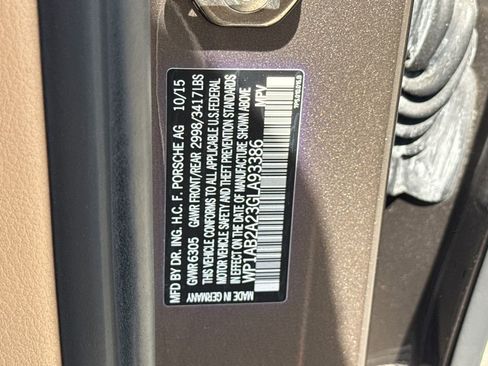 MFD BY DR. ING. H.C. F. PORSCHE AG 10/15
GWR 6305 GAWR FRONT/REAR 2998/3417LBS
THIS VEHICLE CONFORMS TO ALL APPLICABLE U.S.FEDERAL
MOTOR VEHICLE SAFETY AND THEFT PREVENTION STANDARDS
IN EFFECT ON THE DATE OF MANUFACTURE SHOWN ABOVE
WP1AB2A23GLA93386 MPV
MADE IN GERMANY